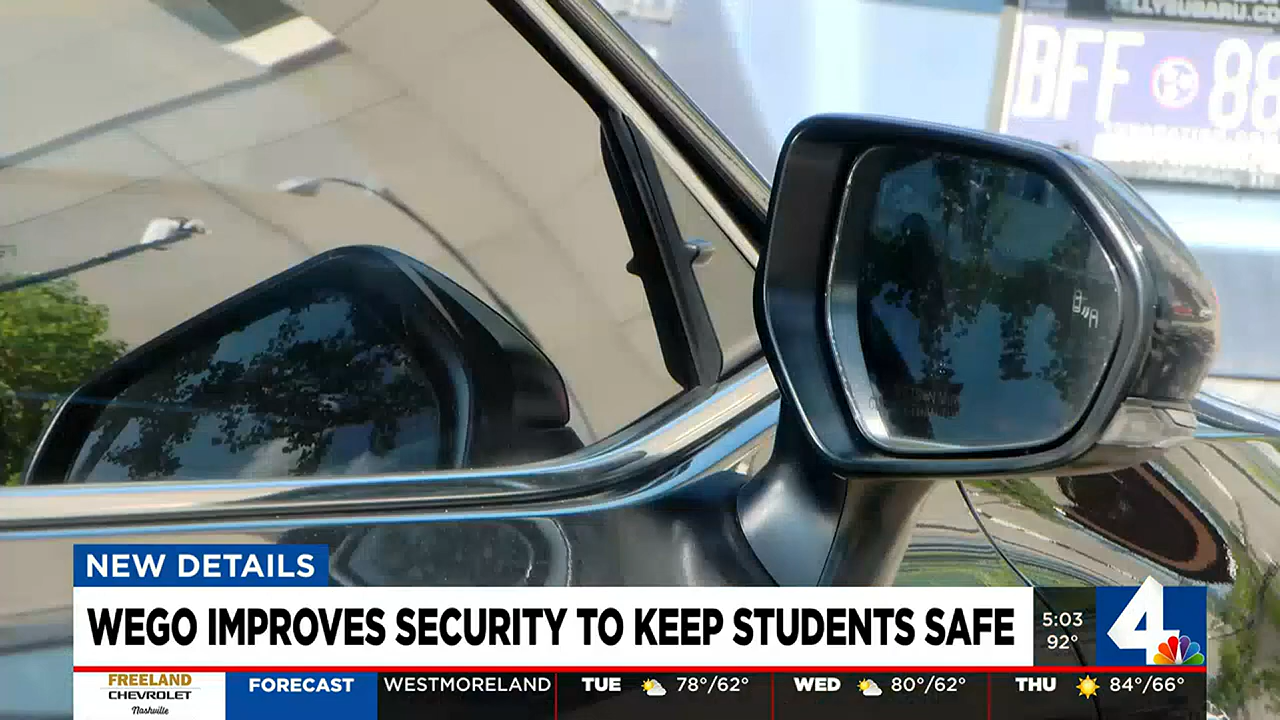 BFF 88
NEW DETAILS
WEGO IMPROVES SECURITY TO KEEP STUDENTS SAFE
5:03
92°
4
FREELAND
CHEVROLET
Nashville
FORECAST
WESTMORELAND
TUE 78°/62°
WED 80°/62°
THU 84°/66°